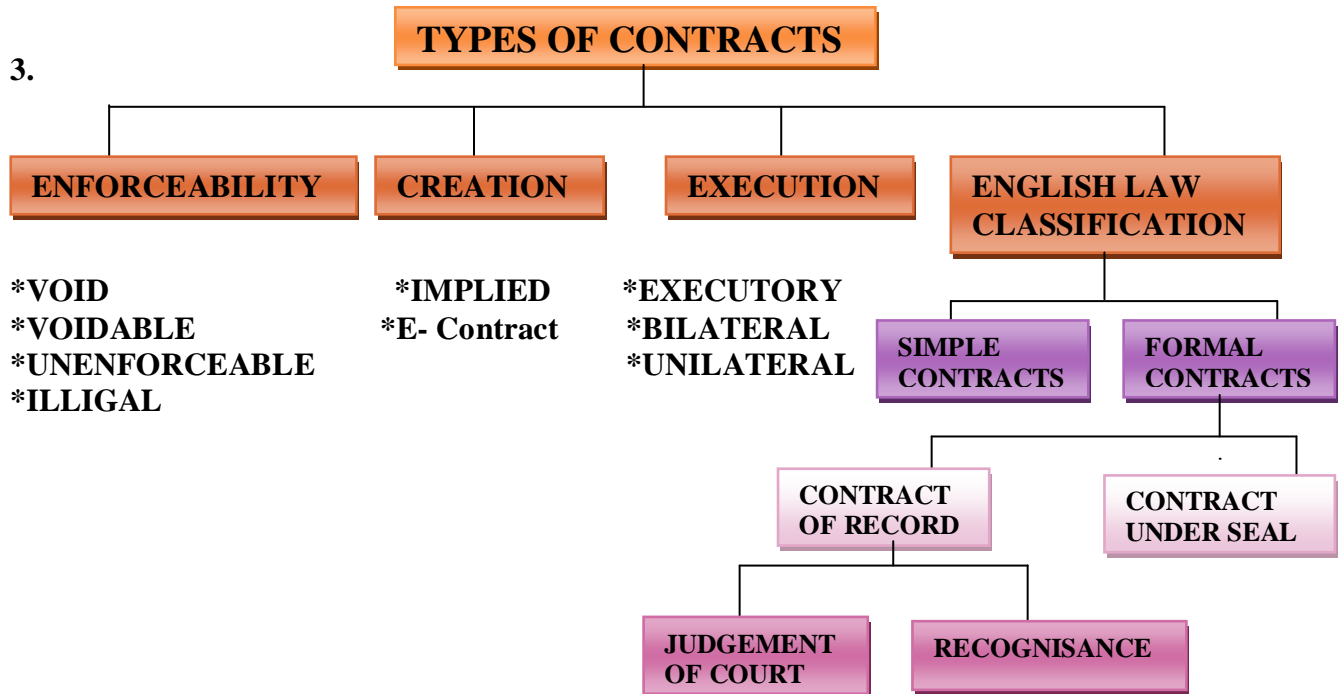 TYPES OF CONTRACTS
3.
ENFORCEABILITY
CREATION
EXECUTION
ENGLISH LAW
CLASSIFICATION
*VOID
*VOIDABLE
*UNENFORCEABLE
*ILLIGAL
*IMPLIED
*E- Contract
*EXECUTORY
*BILATERAL
*UNILATERAL
SIMPLE
CONTRACTS
FORMAL
CONTRACTS
CONTRACT
OF RECORD
CONTRACT
UNDER SEAL
JUDGEMENT
OF COURT
RECOGNISANCE